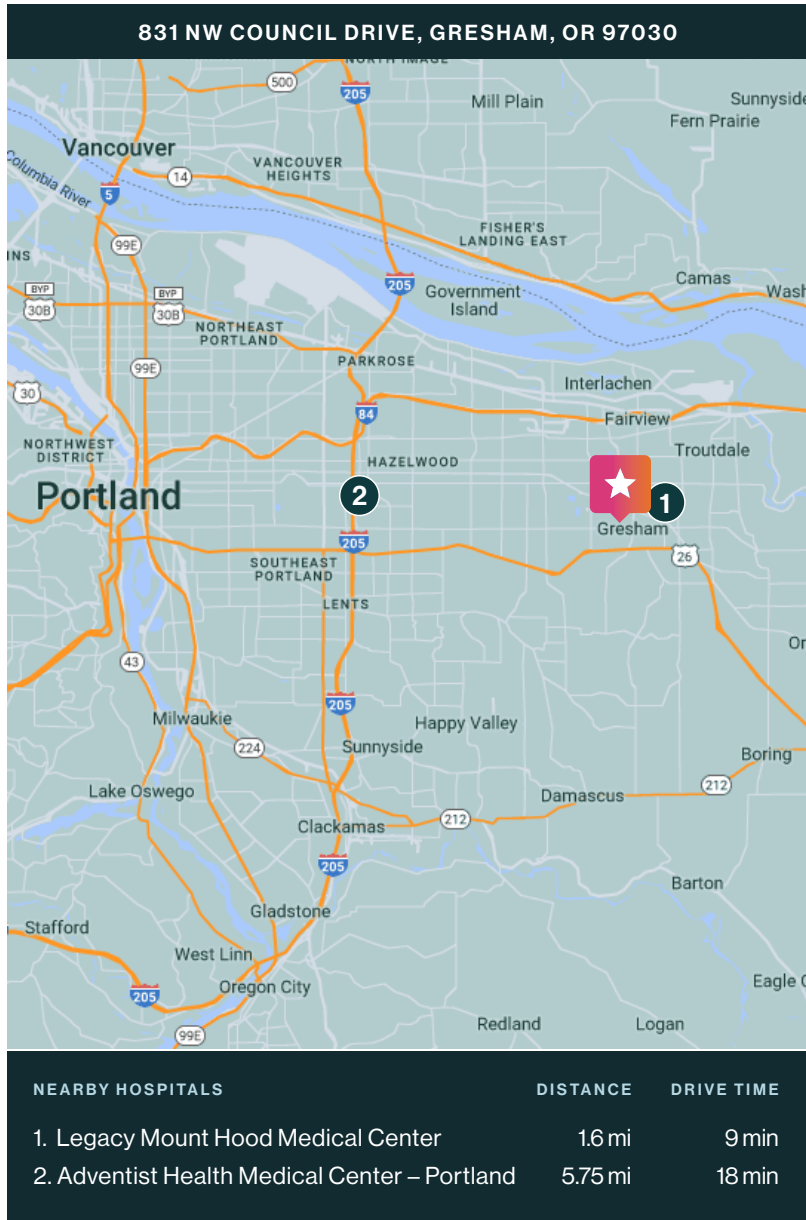 831 NW COUNCIL DRIVE, GRESHAM, OR 97030
NORTH IMAGE
500
205
Mill Plain
Sunnyside
Fern Prairie
Vancouver
VANCOUVER
HEIGHTS
14
Columbia River
5
99E
FISHER'S
LANDING EAST
INS
205
Government
Island
Camas
Wash
BYP
30B
BYP
30B
NORTHEAST
PORTLAND
PARKROSE
99E
30
84
Interlachen
Fairview
NORTHWEST
DISTRICT
HAZELWOOD
Troutdale
Portland
2
1
Gresham
205
26
SOUTHEAST
PORTLAND
LENTS
Or
43
205
Milwaukie
224
Sunnyside
Happy Valley
Boring
Lake Oswego
Damascus
212
Clackamas
212
205
Barton
Gladstone
Stafford
West Linn
Oregon City
205
Eagle C
99E
Redland
Logan
NEARBY HOSPITALS DISTANCE DRIVE TIME
1. Legacy Mount Hood Medical Center 1.6 mi 9 min
2. Adventist Health Medical Center – Portland 5.75 mi 18 min